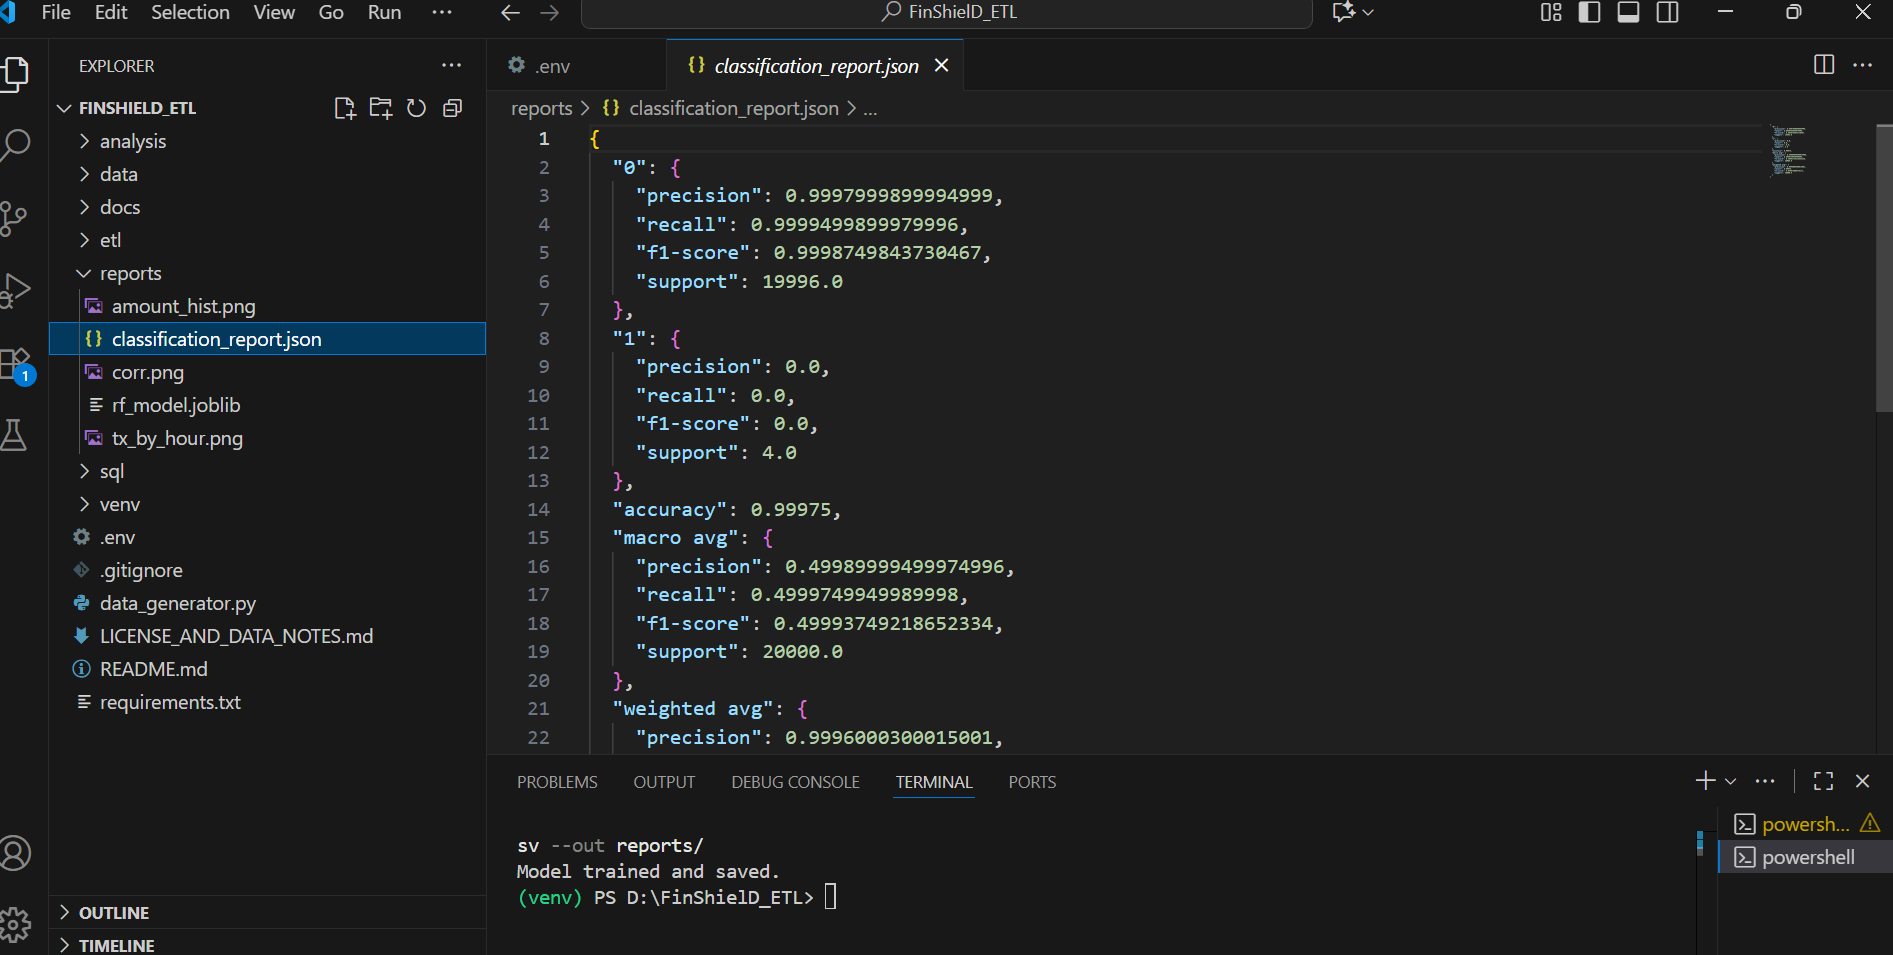 File Edit Selection View Go Run ...
FinShielD_ETL
EXPLORER
FINSHIELD_ETL
analysis
data
docs
etl
reports
amount_hist.png
classification_report.json
corr.png
rf_model.joblib
tx_by_hour.png
sql
venv
.env
.gitignore
data_generator.py
LICENSE_AND_DATA_NOTES.md
README.md
requirements.txt
OUTLINE
TIMELINE
1
.env
{} classification_report.json
reports > {} classification_report.json > ...
1 {
2 "0": {
3 "precision": 0.9997999899994999,
4 "recall": 0.9999499899979996,
5 "f1-score": 0.9998749843730467,
6 "support": 19996.0
7 },
8 "1": {
9 "precision": 0.0,
10 "recall": 0.0,
11 "f1-score": 0.0,
12 "support": 4.0
13 },
14 "accuracy": 0.99975,
15 "macro avg": {
16 "precision": 0.49989999499974996,
17 "recall": 0.4999749949989998,
18 "f1-score": 0.49993749218652334,
19 "support": 20000.0
20 },
21 "weighted avg": {
22 "precision": 0.9996000300015001,
PROBLEMS OUTPUT DEBUG CONSOLE TERMINAL PORTS
sv --out reports/
Model trained and saved.
(venv) PS D:\FinShielD_ETL>
powersh...
powershell